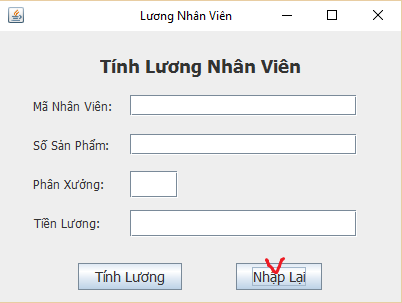 Lương Nhân Viên
Tính Lương Nhân Viên
Mã Nhân Viên:
Số Sản Phẩm:
Phân Xưởng:
Tiền Lương:
Tính Lương Nhập Lại